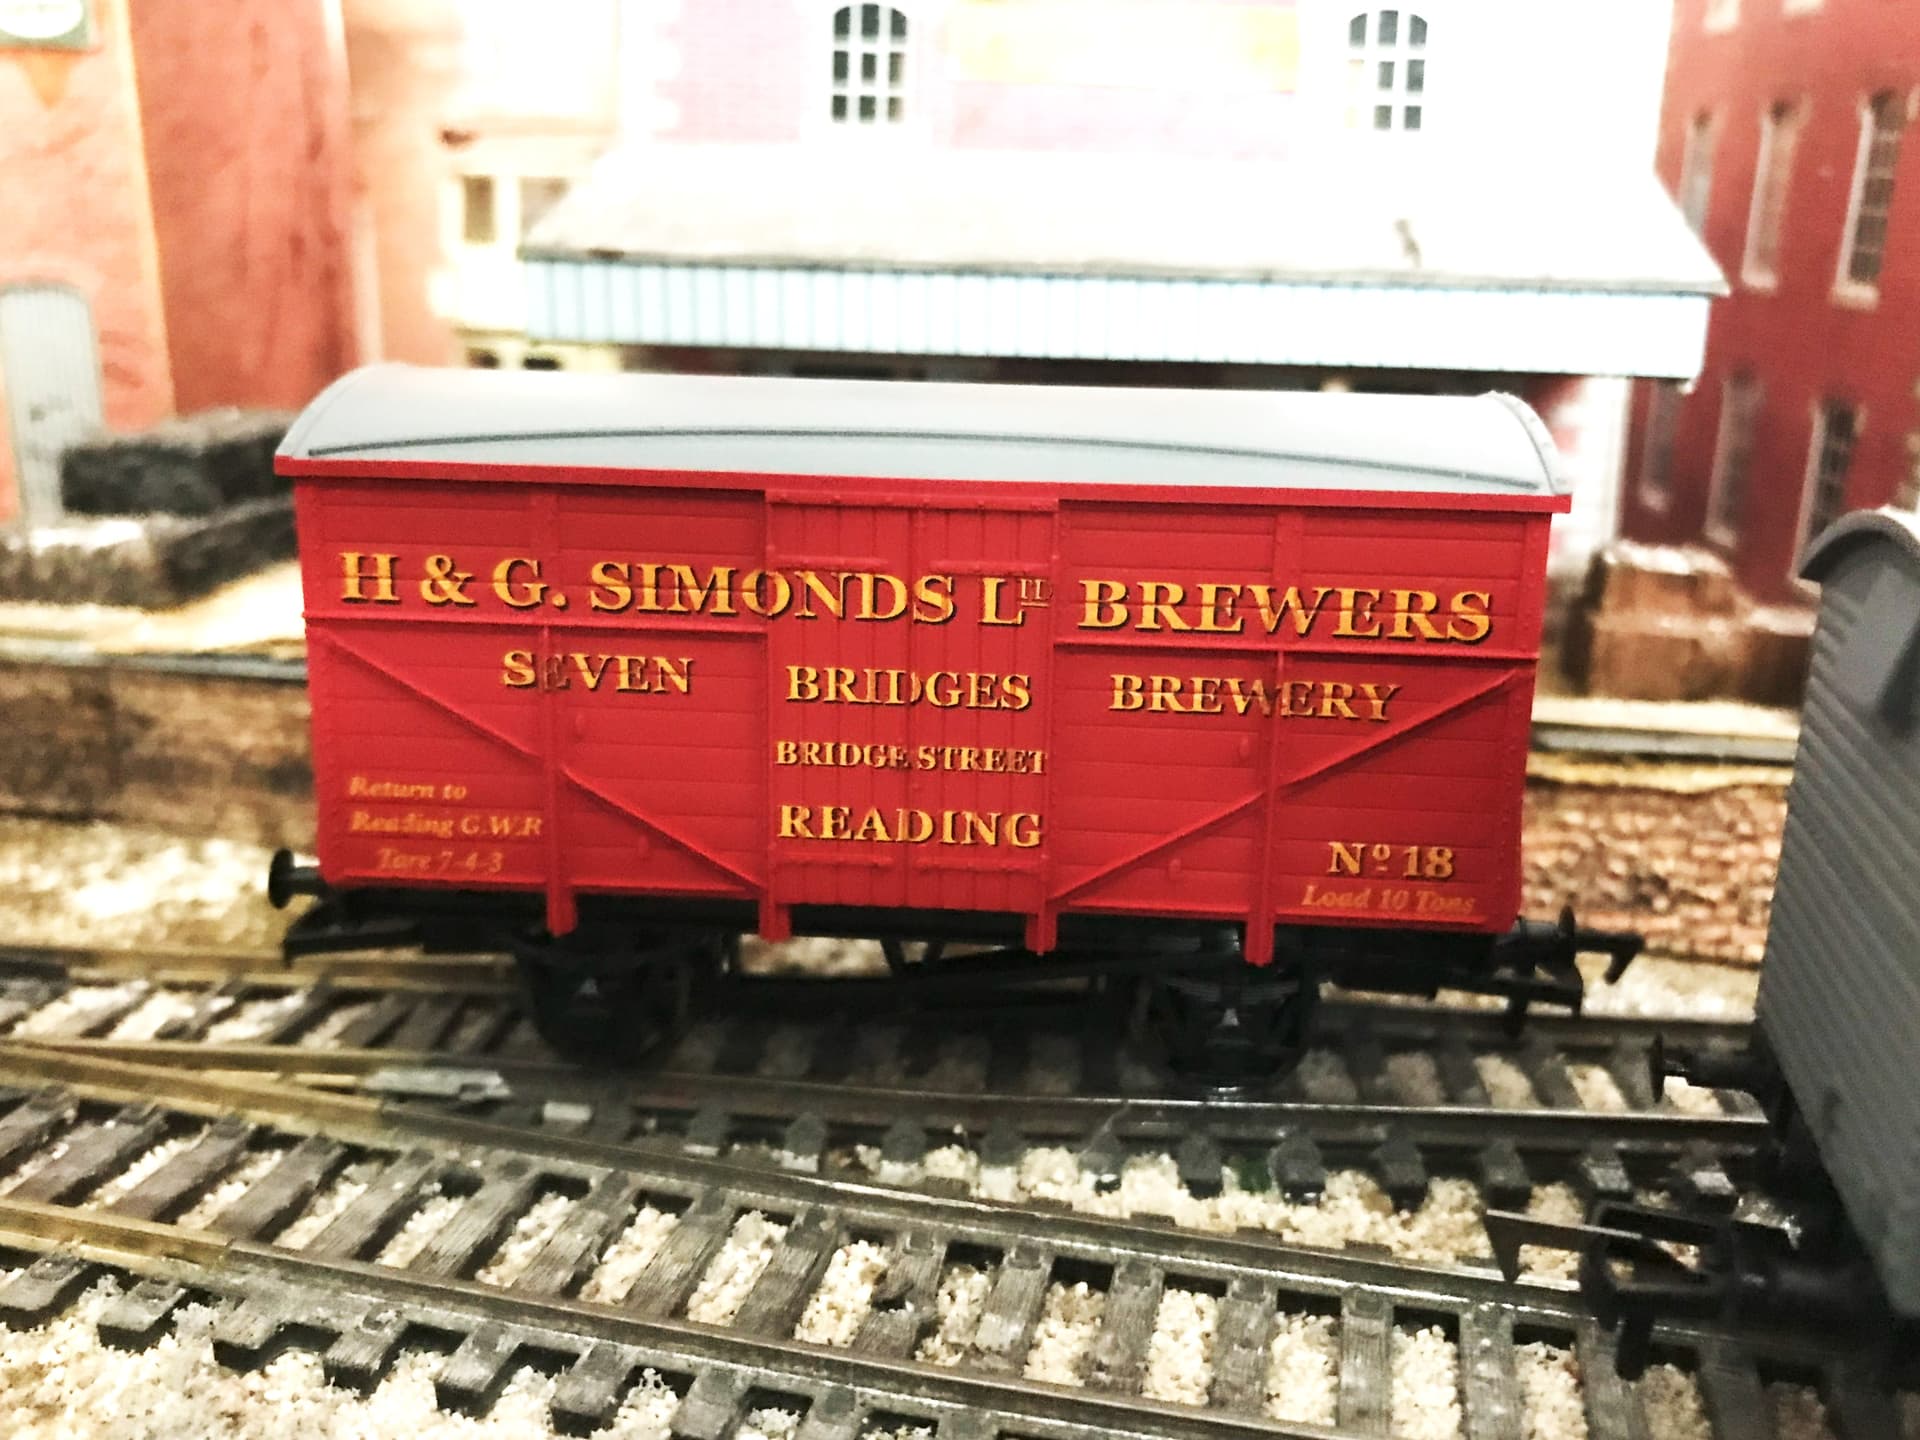 H & G. SIMONDS LTD BREWERS
SEVEN BRIDGES BREWERY
BRIDGE STREET
READING
Return to
Reading G.W.R
Tare 7-4-3
Nº 18
Load 10 Tons